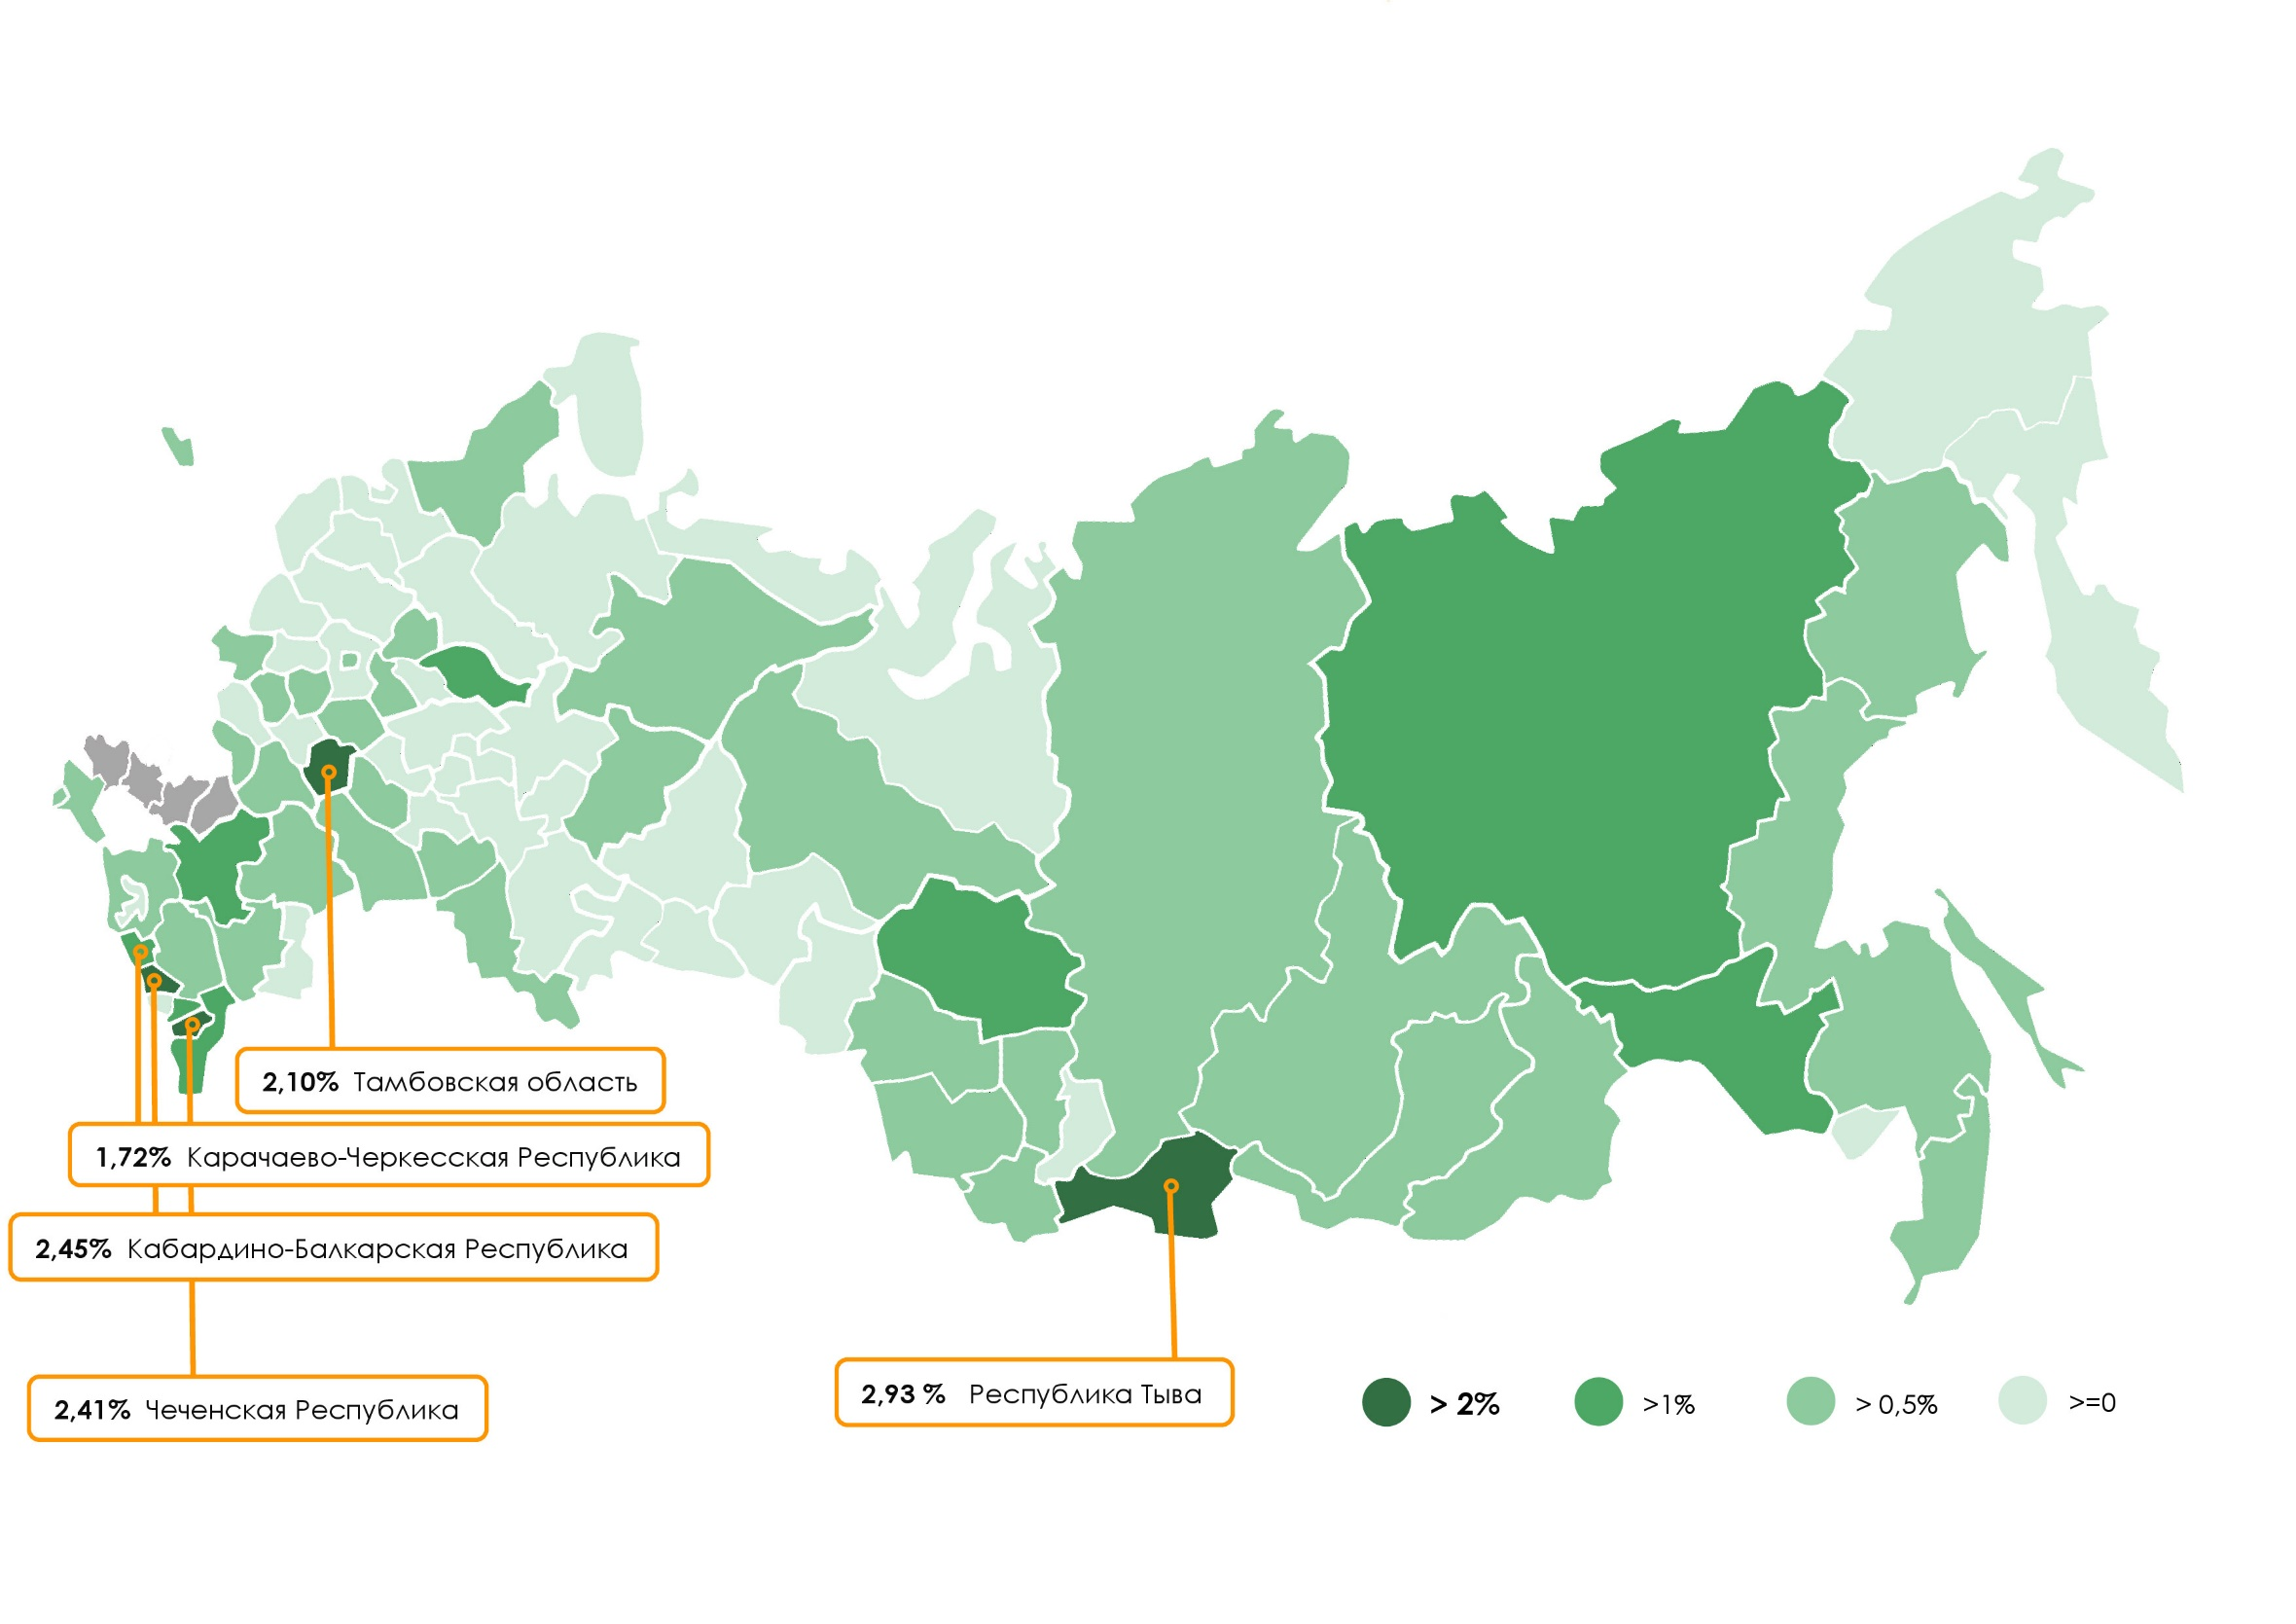 2,10% Тамбовская область
1,72% Карачаево-Черкесская Республика
2,45% Кабардино-Балкарская Республика
2,41% Чеченская Республика
2,93 % Республика Тыва
> 2%
>1%
> 0,5%
>=0